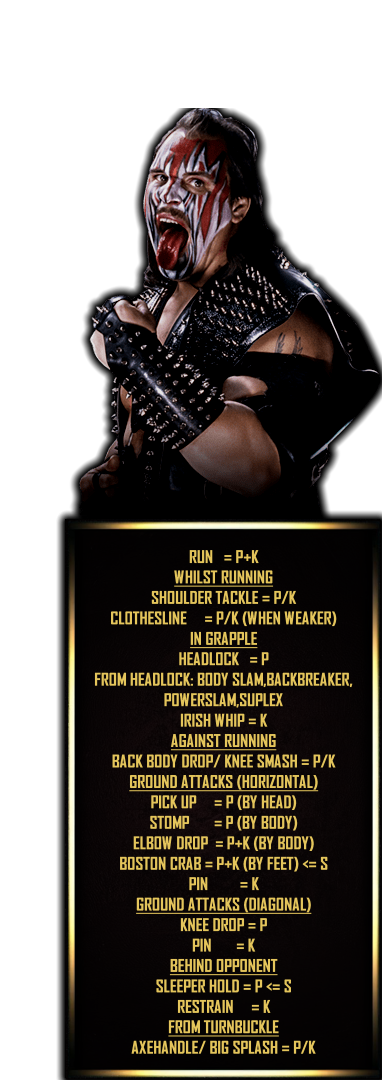 RUN = P+K
WHILST RUNNING
SHOULDER TACKLE = P/K
CLOTHESLINE = P/K (WHEN WEAKER)
IN GRAPPLE
HEADLOCK = P
FROM HEADLOCK: BODY SLAM,BACKBREAKER,
POWERSLAM,SUPLEX
IRISH WHIP = K
AGAINST RUNNING
BACK BODY DROP/ KNEE SMASH = P/K
GROUND ATTACKS (HORIZONTAL)
PICK UP = P (BY HEAD)
STOMP = P (BY BODY)
ELBOW DROP = P+K (BY BODY)
BOSTON CRAB = P+K (BY FEET) <= S
PIN = K
GROUND ATTACKS (DIAGONAL)
KNEE DROP = P
PIN = K
BEHIND OPPONENT
SLEEPER HOLD = P <= S
RESTRAIN = K
FROM TURNBUCKLE
AXEHANDLE/ BIG SPLASH = P/K